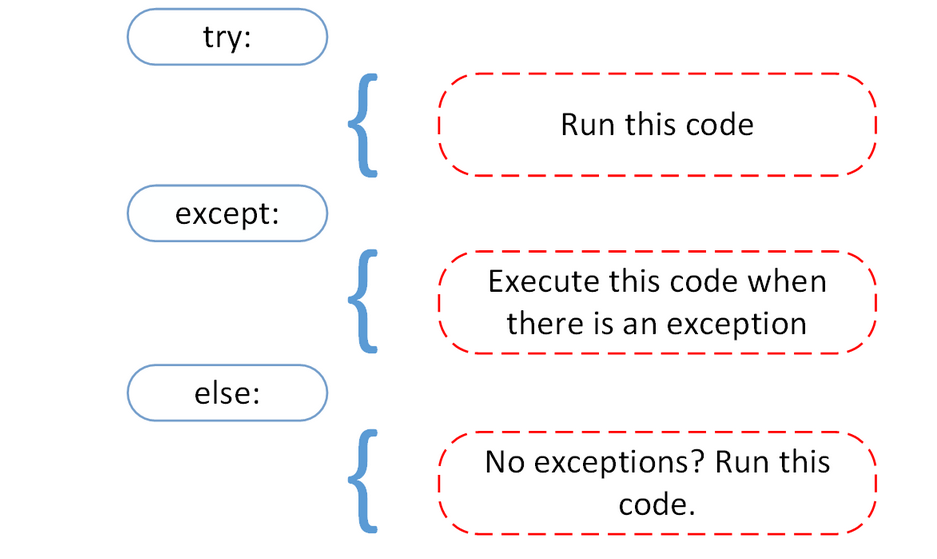 try:
Run this code
except:
Execute this code when
there is an exception
else:
No exceptions? Run this
code.